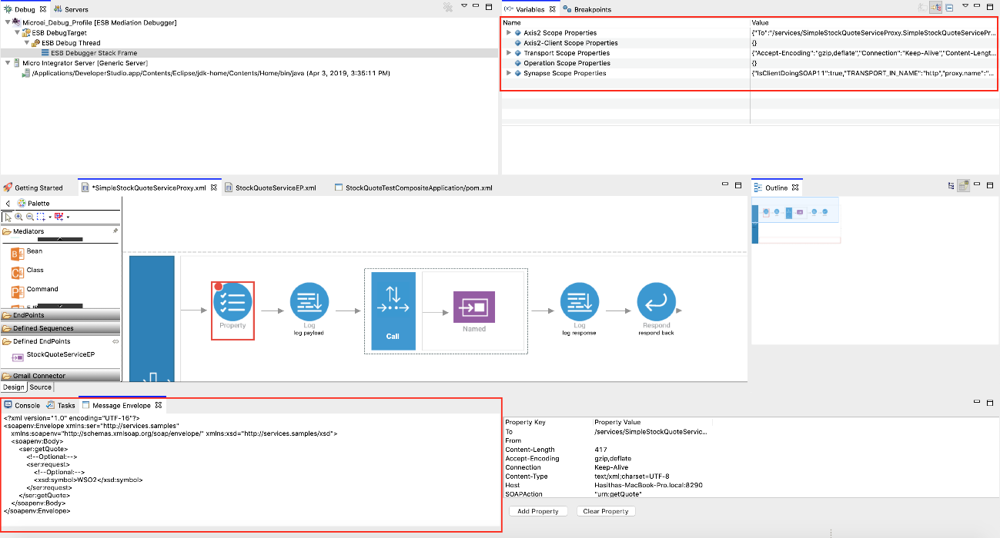 Debug
Servers
Microei_Debug_Profile [ESB Mediation Debugger]
ESB DebugTarget
ESB Debug Thread
ESB Debugger Stack Frame
Micro Integrator Server [Generic Server]
/Applications/DeveloperStudio.app/Contents/Eclipse/jdk-home/Contents/Home/bin/java (Apr 3, 2019, 3:35:11 PM)
(x)= Variables
Breakpoints
Name Value
Axis2 Scope Properties {"To":"/services/SimpleStockQuoteServiceProxy.SimpleStockQuoteServicePr...
Axis2-Client Scope Properties {}
Transport Scope Properties {"Accept-Encoding":"gzip,deflate","Connection":"Keep-Alive","Content-Lengt...
Operation Scope Properties {}
Synapse Scope Properties {"IsClientDoingSOAP11":true,"TRANSPORT_IN_NAME":"http","proxy.name":"...
Getting Started
*SimpleStockQuoteServiceProxy.xml
StockQuoteServiceEP.xml
StockQuoteTestCompositeApplication/pom.xml
Outline
Palette
Mediators
Bean
Class
Command
EndPoints
Defined Sequences
Defined EndPoints
StockQuoteServiceEP
Gmail Connector
Design Source
Property
Log
log payload
Call
Named
Log
log response
Respond
respond back
Console Tasks Message Envelope
<?xml version="1.0" encoding="UTF-16"?>
<soapenv:Envelope xmlns:ser="http://services.samples"
xmlns:soapenv="http://schemas.xmlsoap.org/soap/envelope/" xmlns:xsd="http://services.samples/xsd">
<soapenv:Body>
<ser:getQuote>
<!--Optional:-->
<ser:request>
<!--Optional:-->
<xsd:symbol>WSO2</xsd:symbol>
</ser:request>
</ser:getQuote>
</soapenv:Body>
</soapenv:Envelope>
Property Key Property Value
To /services/SimpleStockQuoteServic...
From
Content-Length 417
Accept-Encoding gzip,deflate
Connection Keep-Alive
Content-Type text/xml;charset=UTF-8
Host Hasithas-MacBook-Pro.local:8290
SOAPAction "urn:getQuote"
Add Property Clear Property